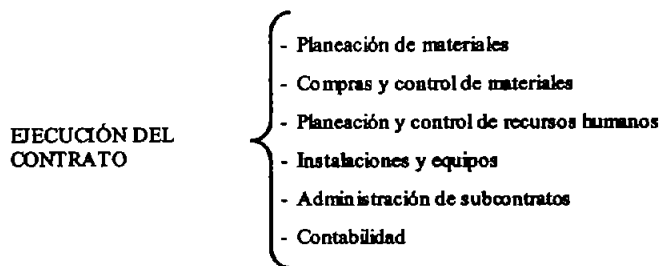 EJECUCIÓN DEL
CONTRATO
- Planeación de materiales
- Compras y control de materiales
- Planeación y control de recursos humanos
- Instalaciones y equipos
- Administración de subcontratos
- Contabilidad